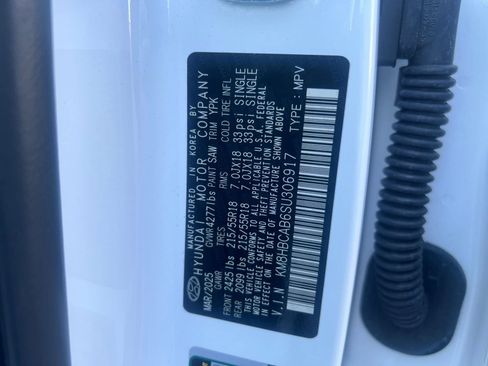 MANUFACTURED IN KOREA BY
HYUNDAI MOTOR COMPANY
MAR/2025 GVWR 4277lbs PAINT SAW TRIM YPK
GAWR TIRES RIMS COLD TIRE INFL
FRONT 2425 lbs 215/55R18 7.0JX18 33psi SINGLE
REAR 2099 lbs 215/55R18 7.0JX18 33psi SINGLE
THIS VEHICLE CONFORMS TO ALL APPLICABLE U.S.A. FEDERAL
MOTOR VEHICLE SAFETY AND THEFT PREVENTION STANDARDS
IN EFFECT ON THE DATE OF MANUFACTURE SHOWN ABOVE
V.I.N KM8HBCAB6SU306917 TYPE : MPV